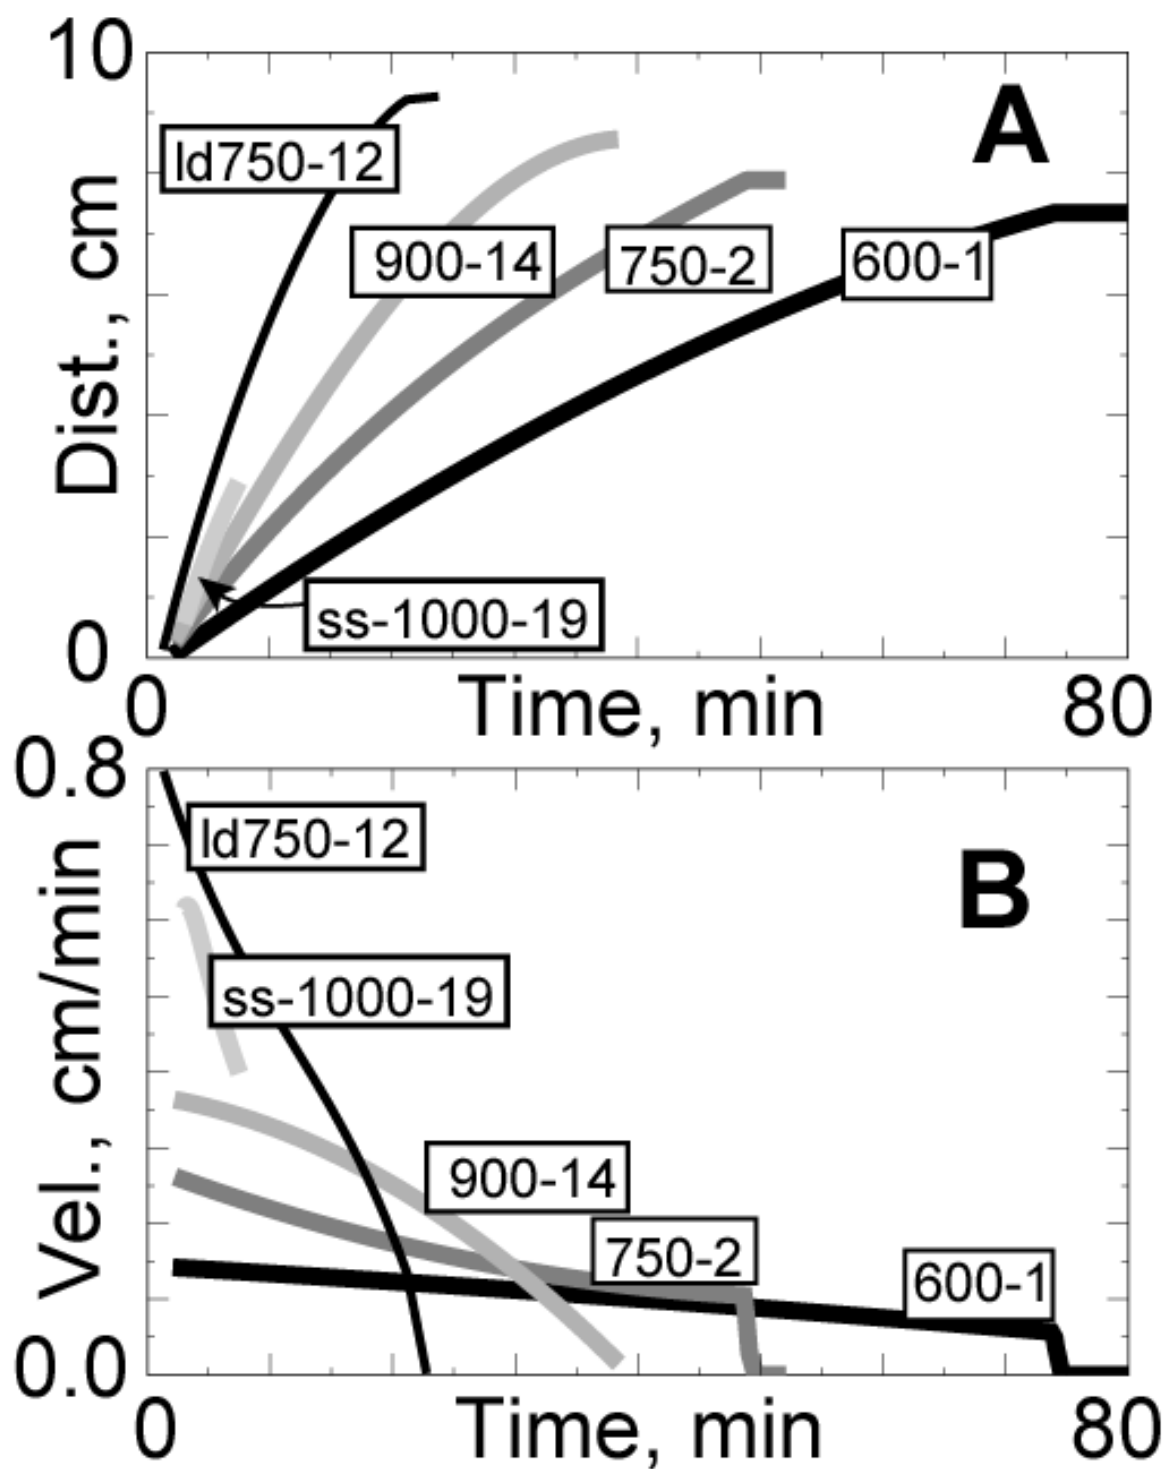 10
A
ld750-12
900-14
750-2
600-1
Dist., cm
ss-1000-19
0
0
Time, min
80
0.8
ld750-12
B
ss-1000-19
Vel., cm/min
900-14
750-2
600-1
0.0
0
Time, min
80